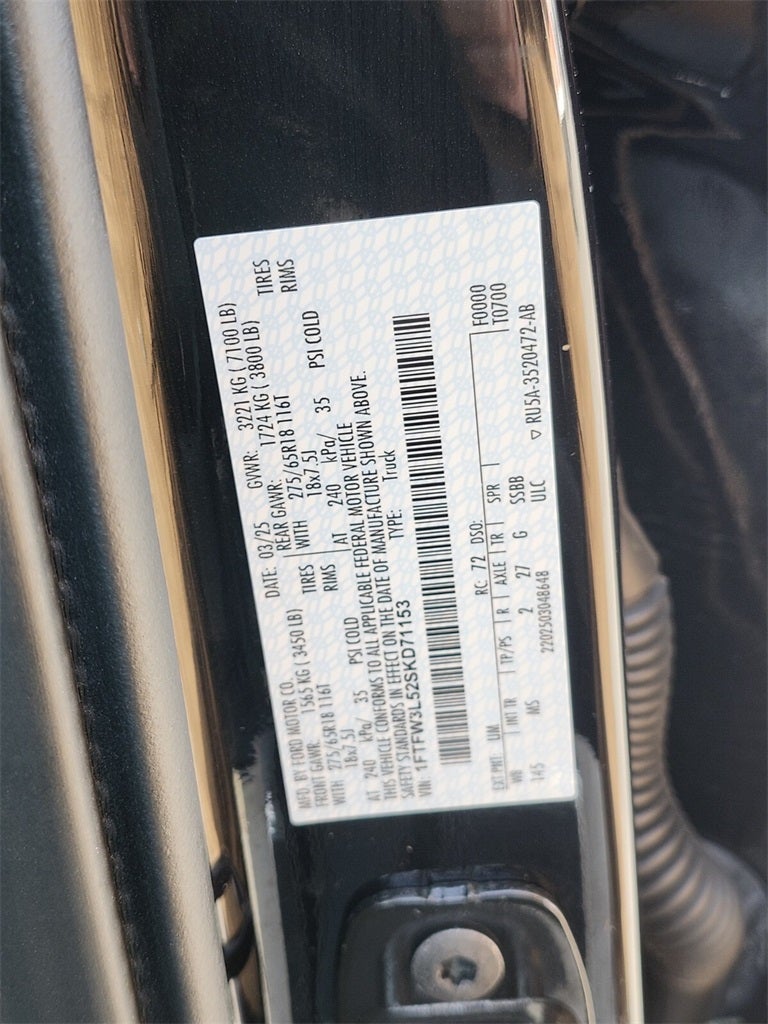 MFD. BY FORD MOTOR CO.
DATE: 03/25 GVWR: 3221 KG ( 7100 LB)
FRONT GAWR: 1565 KG ( 3450 LB) REAR GAWR: 1724 KG ( 3800 LB)
WITH 275/65R18 116T TIRES WITH 275/65R18 116T TIRES
18x7.5J RIMS 18x7.5J RIMS
AT 240 kPa/ 35 PSI COLD AT 240 kPa/ 35 PSI COLD
THIS VEHICLE CONFORMS TO ALL APPLICABLE FEDERAL MOTOR VEHICLE
SAFETY STANDARDS IN EFFECT ON THE DATE OF MANUFACTURE SHOWN ABOVE.
VIN: 1FTFW3L52SKD71153 TYPE: Truck
F0000
T0700
EXT PNT: UM RC: 72 DSO:
WB INT TR TP/PS R AXLE TR SPR
145 MS 2 27 G SSBB
2202503048648 ULC
▽ RU5A-3520472-AB